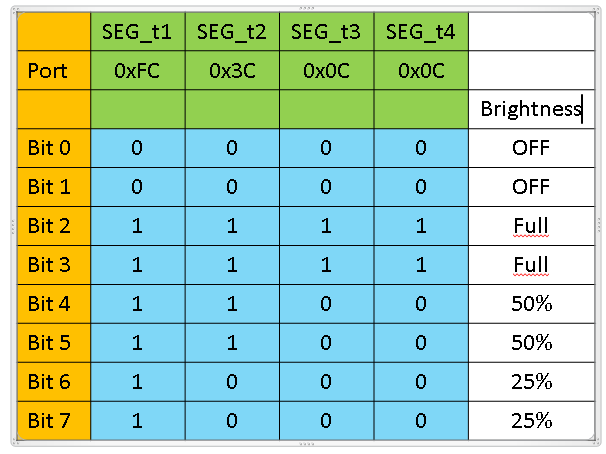 SEG_t1 SEG_t2 SEG_t3 SEG_t4
Port 0xFC 0x3C 0x0C 0x0C
Brightness
Bit 0 0 0 0 0 OFF
Bit 1 0 0 0 0 OFF
Bit 2 1 1 1 1 Full
Bit 3 1 1 1 1 Full
Bit 4 1 1 0 0 50%
Bit 5 1 1 0 0 50%
Bit 6 1 0 0 0 25%
Bit 7 1 0 0 0 25%